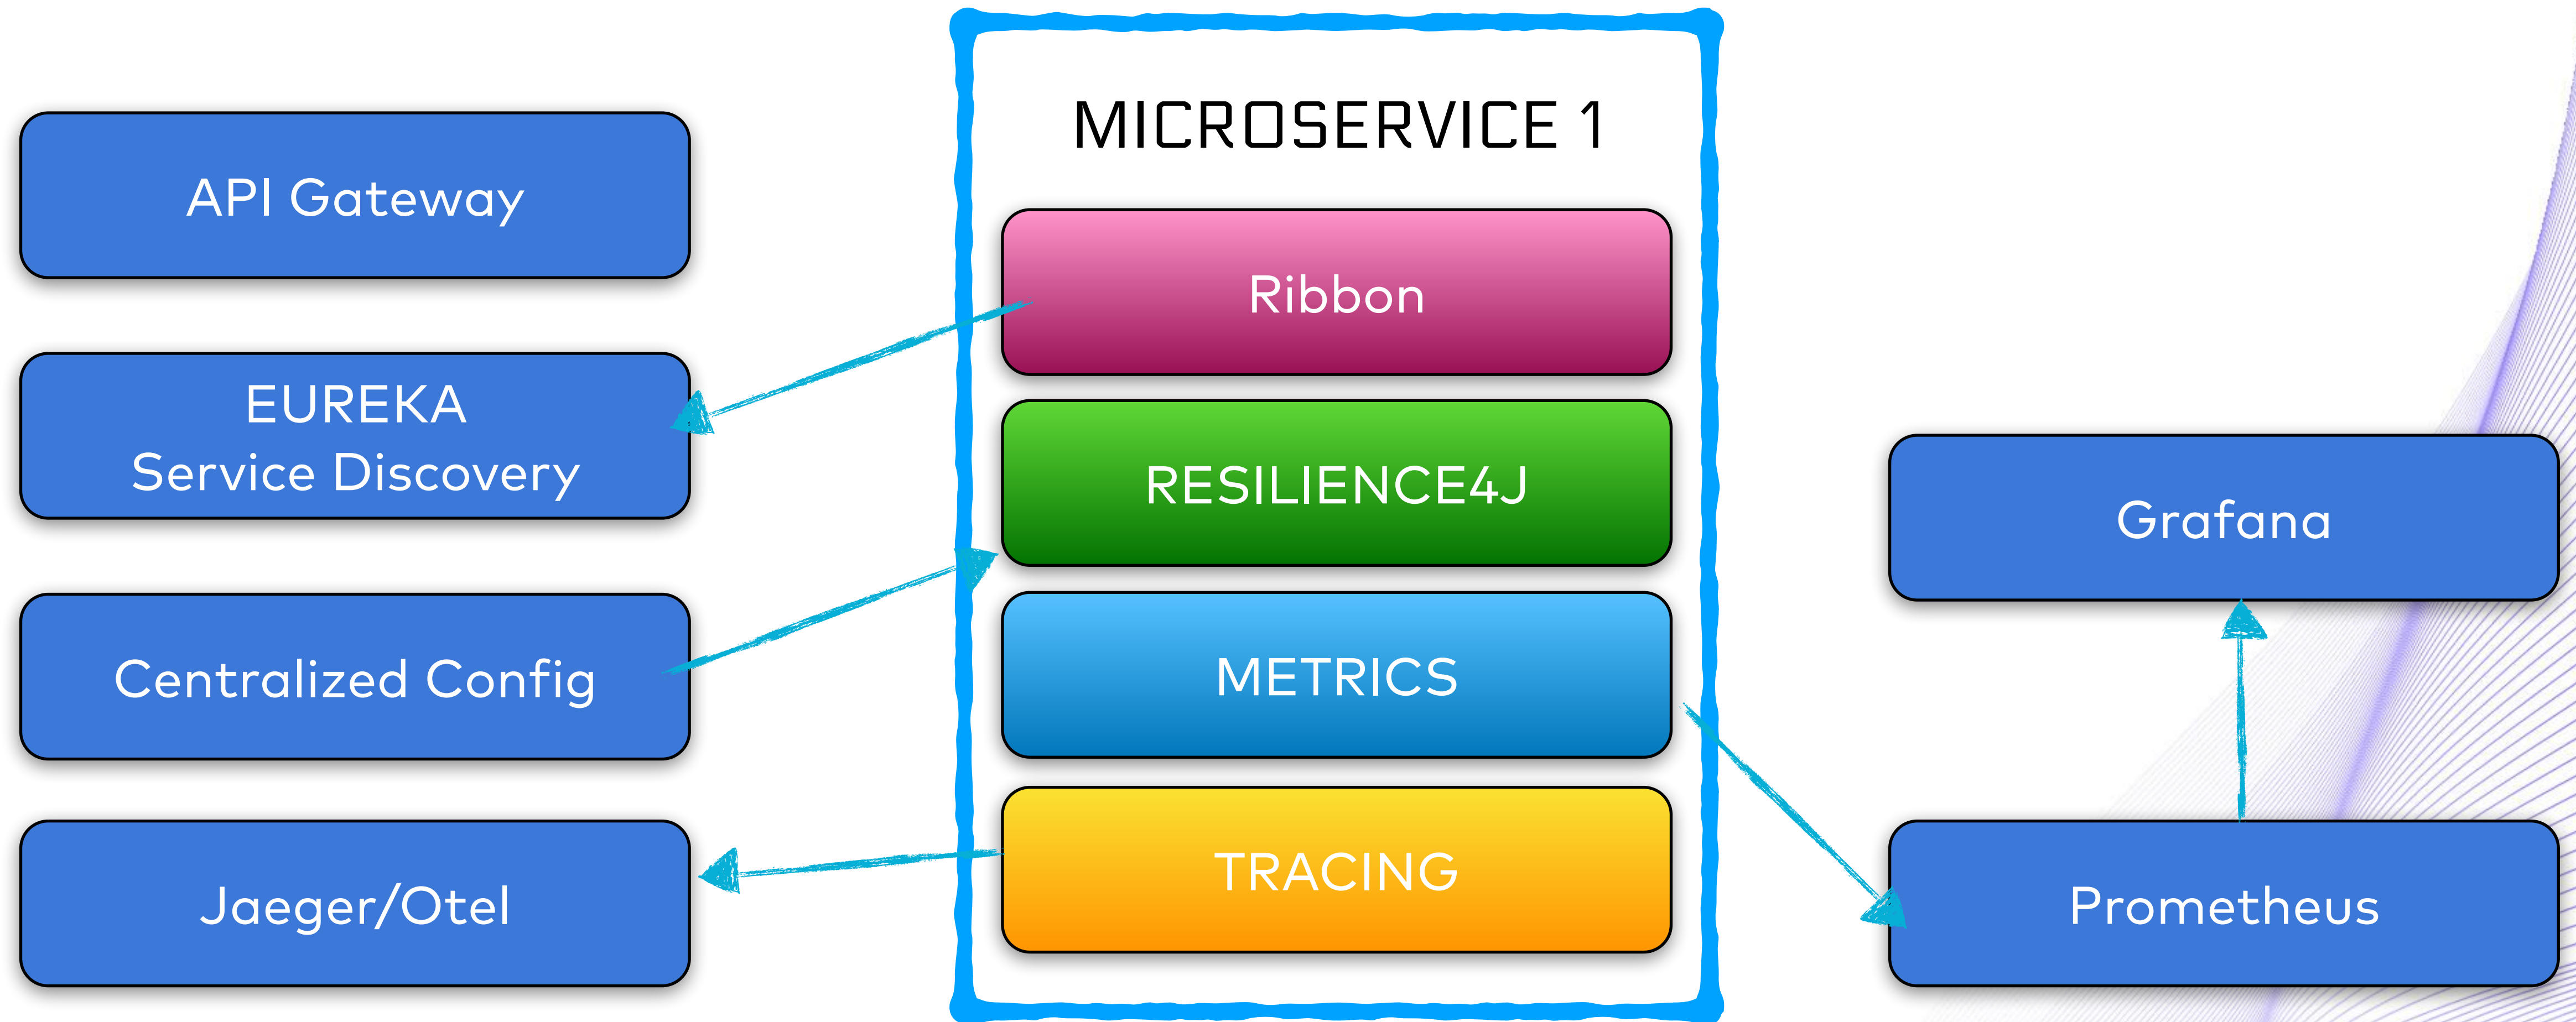 API Gateway
EUREKA
Service Discovery
Centralized Config
Jaeger/Otel
MICROSERVICE 1
Ribbon
RESILIENCE4J
METRICS
TRACING
Grafana
Prometheus